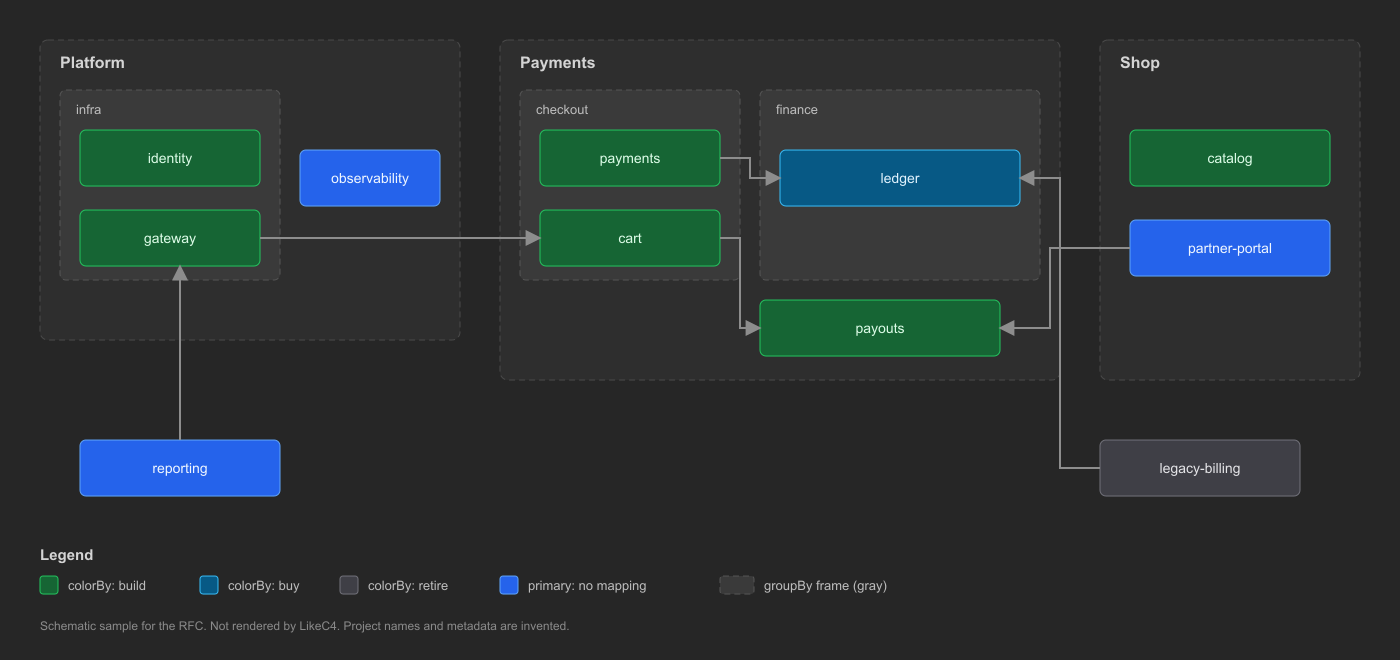 Platform
infra
identity
observability
gateway
Payments
checkout
payments
cart
finance
ledger
payouts
Shop
catalog
partner-portal
reporting
legacy-billing
Legend
colorBy: build
colorBy: buy
colorBy: retire
primary: no mapping
groupBy frame (gray)
Schematic sample for the RFC. Not rendered by LikeC4. Project names and metadata are invented.